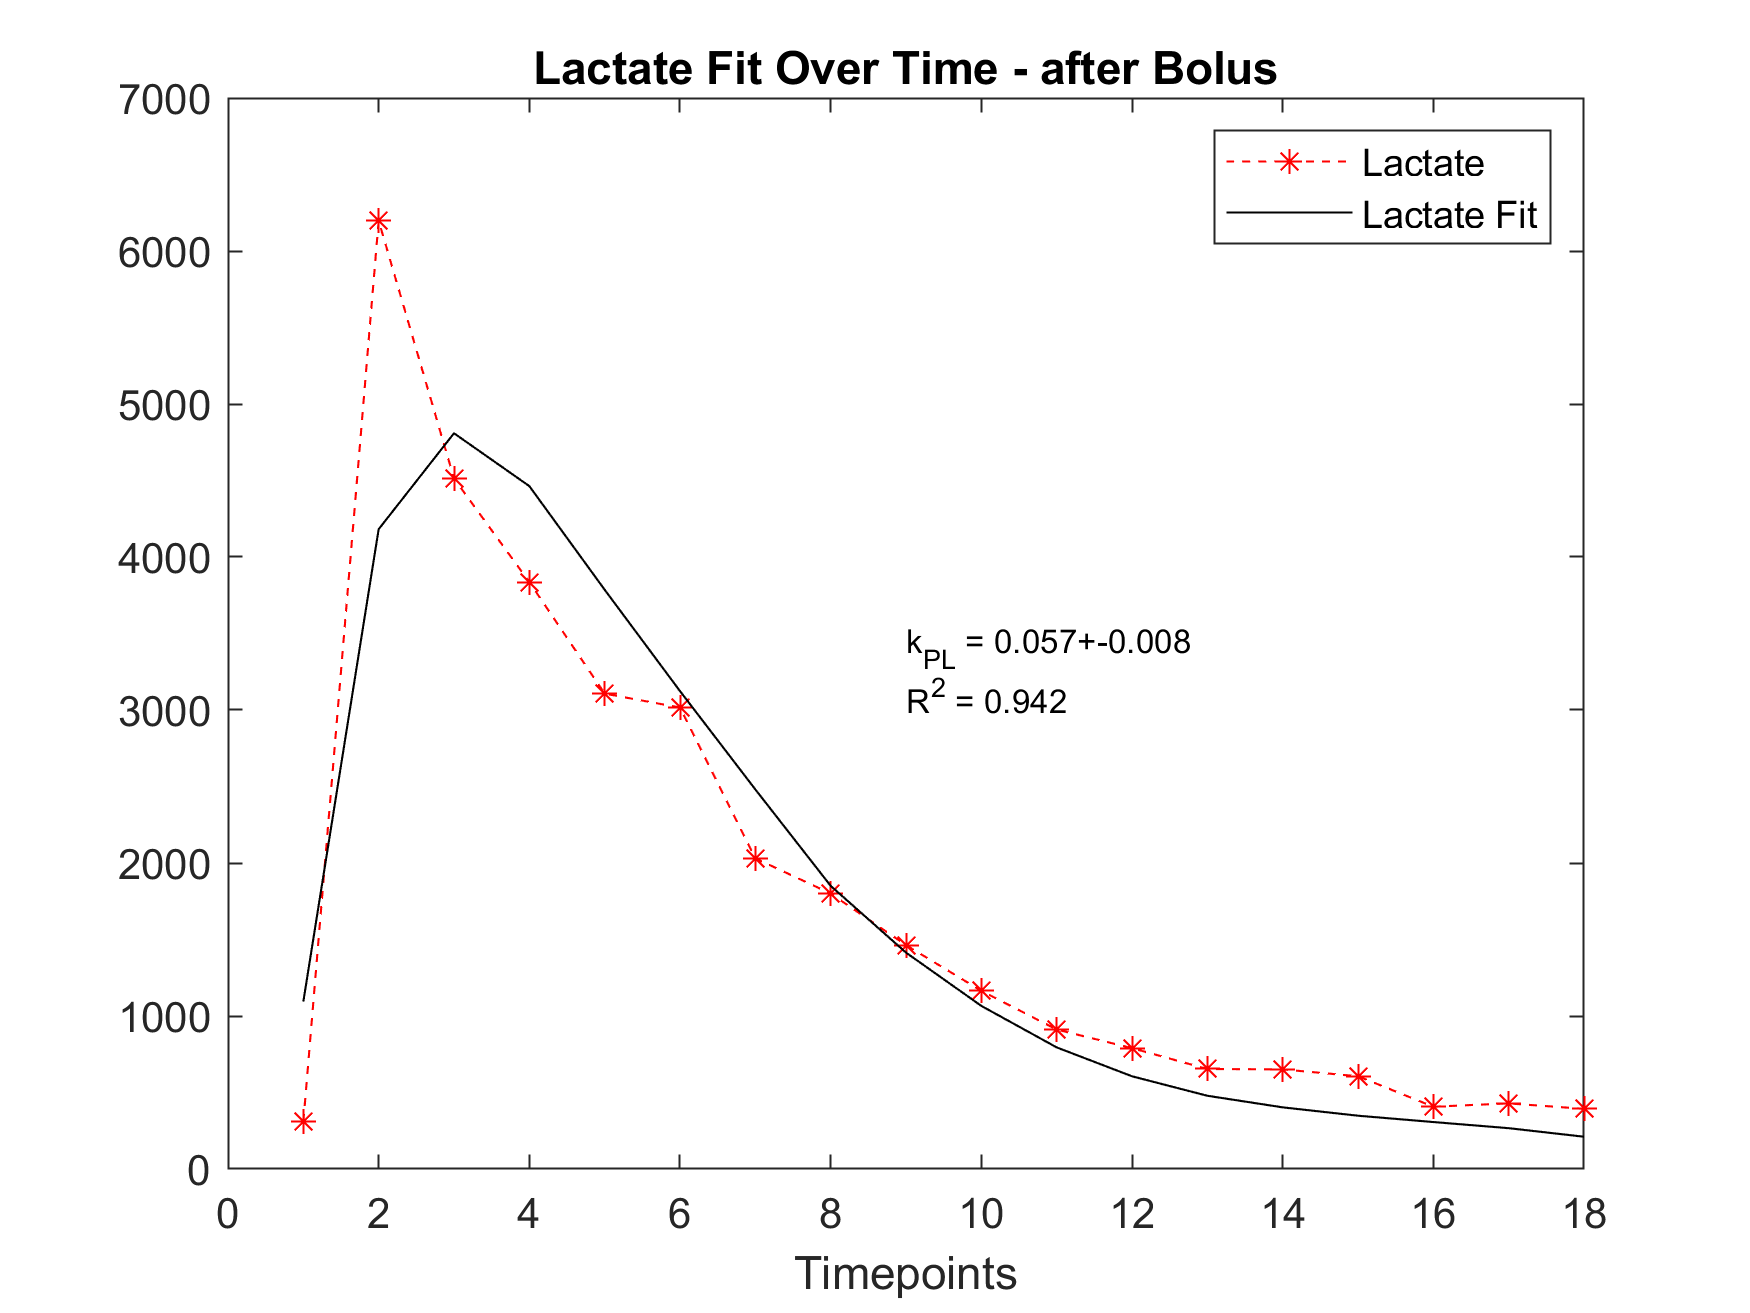 Lactate Fit Over Time - after Bolus
7000
6000
5000
4000
3000
2000
1000
0
Lactate
Lactate Fit
k_PL = 0.057+-0.008
R^2 = 0.942
0 2 4 6 8 10 12 14 16 18
Timepoints